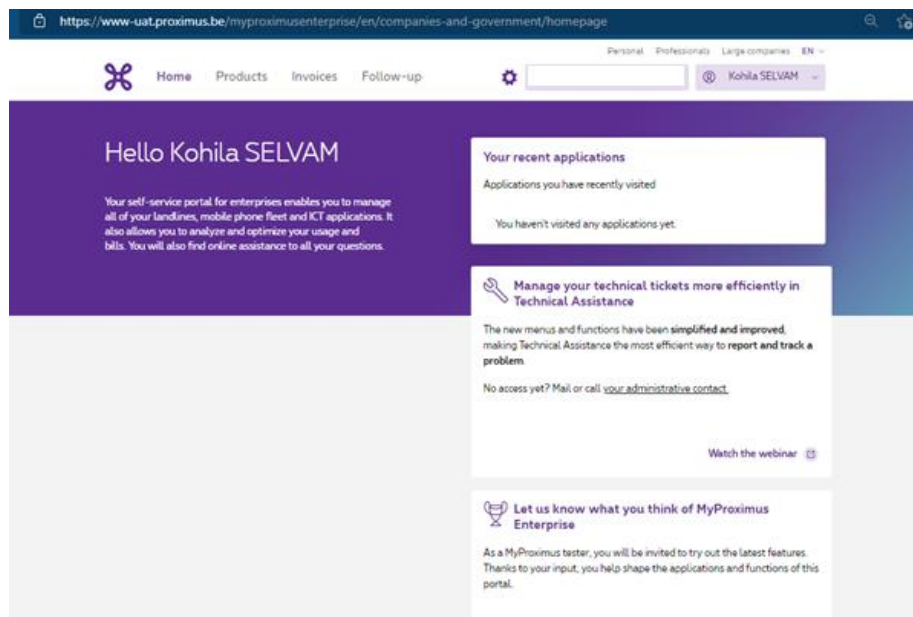 https://www-uat.proximus.be/myproximusenterprise/en/companies-and-government/homepage
Personal Professionals Large companies EN
Home Products Invoices Follow-up
Kohila SELVAM
Hello Kohila SELVAM
Your self-service portal for enterprises enables you to manage
all of your landlines, mobile phone fleet and ICT applications. It
also allows you to analyze and optimize your usage and
bills. You will also find online assistance to all your questions.
Your recent applications
Applications you have recently visited
You haven't visited any applications yet.
Manage your technical tickets more efficiently in
Technical Assistance
The new menus and functions have been simplified and improved,
making Technical Assistance the most efficient way to report and track a
problem.
No access yet? Mail or call your administrative contact.
Watch the webinar
Let us know what you think of MyProximus
Enterprise
As a MyProximus tester, you will be invited to try out the latest features.
Thanks to your input, you help shape the applications and functions of this
portal.